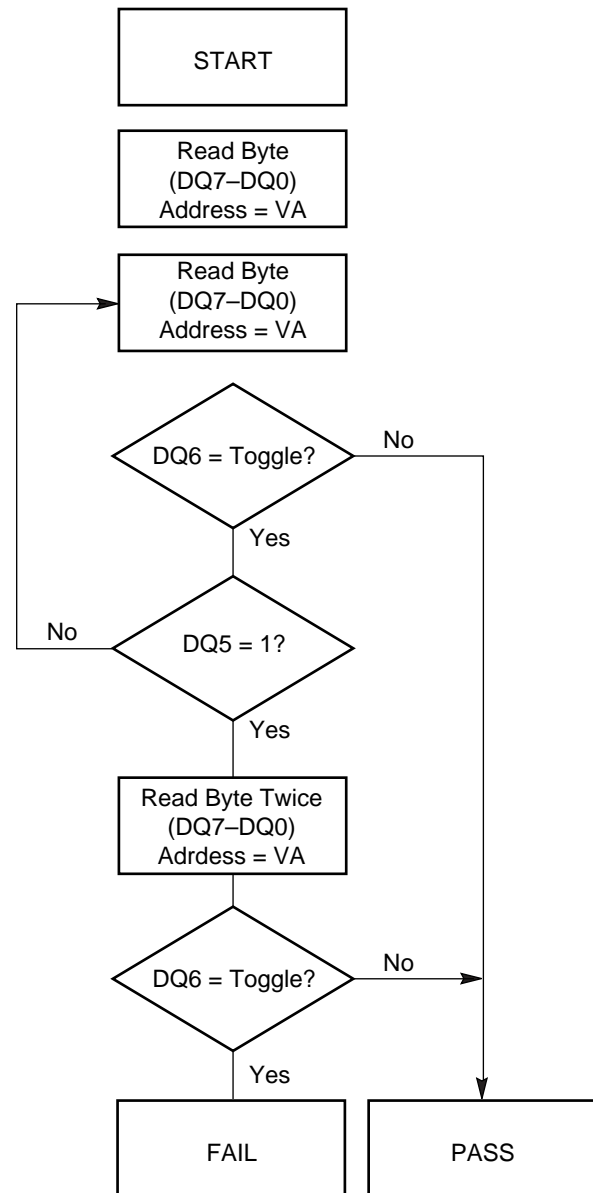 START
Read Byte
(DQ7–DQ0)
Address = VA
Read Byte
(DQ7–DQ0)
Address = VA
DQ6 = Toggle?
No
Yes
No
DQ5 = 1?
Yes
Read Byte Twice
(DQ7–DQ0)
Adrdess = VA
DQ6 = Toggle?
No
Yes
FAIL
PASS